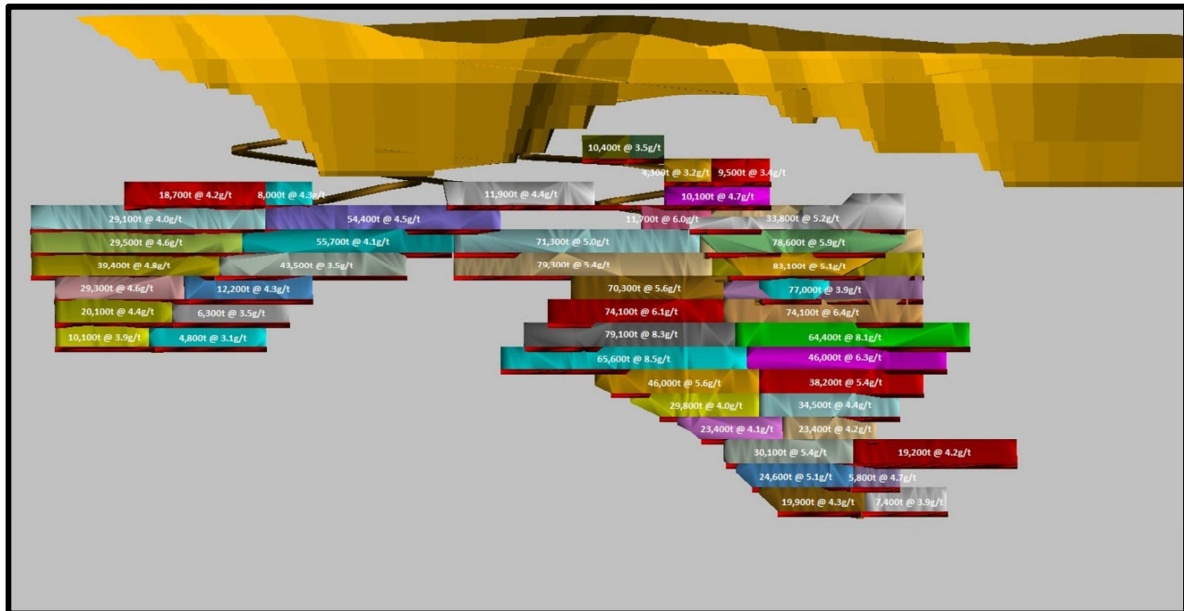 10,400t @ 3.5g/t
4,300t @ 3.2g/t 9,500t @ 3.4g/t
18,700t @ 4.2g/t 8,000t @ 4.3g/t 11,900t @ 4.4g/t 10,100t @ 4.7g/t
29,100t @ 4.0g/t 54,400t @ 4.5g/t 11,700t @ 6.0g/t 33,800t @ 5.2g/t
29,500t @ 4.6g/t 55,700t @ 4.1g/t 71,300t @ 5.0g/t 78,600t @ 5.9g/t
39,400t @ 4.8g/t 43,500t @ 3.5g/t 79,300t @ 5.4g/t 83,100t @ 5.1g/t
29,300t @ 4.6g/t 12,200t @ 4.3g/t 70,300t @ 5.6g/t 77,000t @ 3.9g/t
20,100t @ 4.4g/t 6,300t @ 3.5g/t 74,100t @ 6.1g/t 74,100t @ 6.4g/t
10,100t @ 3.9g/t 4,800t @ 3.1g/t 79,100t @ 8.3g/t 64,400t @ 8.1g/t
65,600t @ 8.5g/t 46,000t @ 6.3g/t
46,000t @ 5.6g/t 38,200t @ 5.4g/t
29,800t @ 4.0g/t 34,500t @ 4.4g/t
23,400t @ 4.1g/t 23,400t @ 4.2g/t
30,100t @ 5.4g/t 19,200t @ 4.2g/t
24,600t @ 5.1g/t 5,800t @ 4.7g/t
19,900t @ 4.3g/t 7,400t @ 3.9g/t